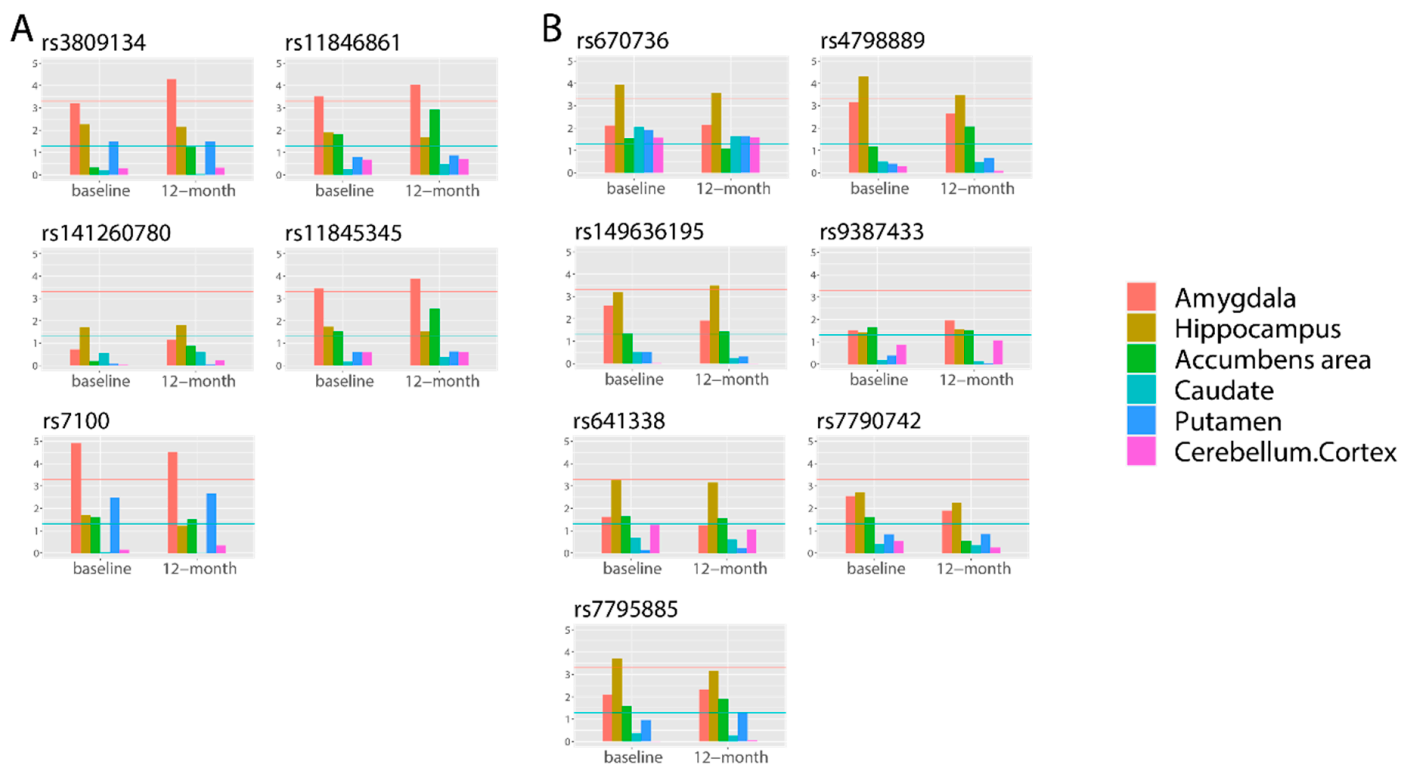 A
B
rs3809134
rs11846861
rs670736
rs4798889
5
4
3
2
1
0
baseline
12−month
5
4
3
2
1
0
baseline
12−month
5
4
3
2
1
0
baseline
12−month
5
4
3
2
1
0
baseline
12−month
rs141260780
rs11845345
rs149636195
rs9387433
5
4
3
2
1
0
baseline
12−month
5
4
3
2
1
0
baseline
12−month
5
4
3
2
1
0
baseline
12−month
5
4
3
2
1
0
baseline
12−month
rs7100
rs641338
rs7790742
5
4
3
2
1
0
baseline
12−month
5
4
3
2
1
0
baseline
12−month
5
4
3
2
1
0
baseline
12−month
rs7795885
5
4
3
2
1
0
baseline
12−month
Amygdala
Hippocampus
Accumbens area
Caudate
Putamen
Cerebellum.Cortex